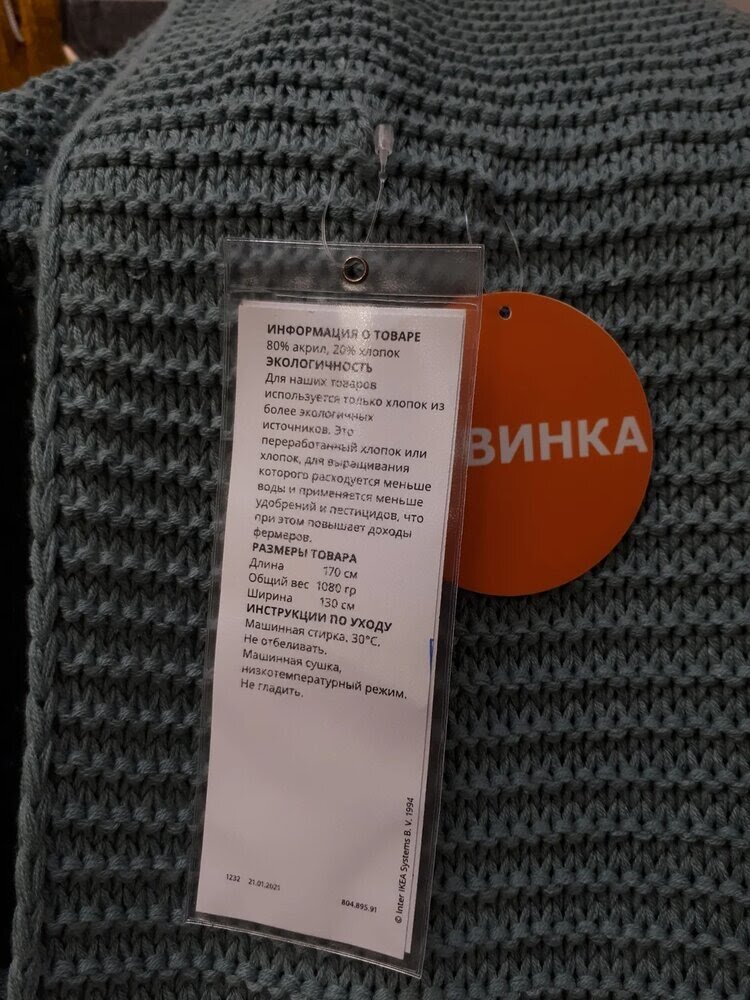 ИНФОРМАЦИЯ О ТОВАРЕ
80% акрил, 20% хлопок
ЭКОЛОГИЧНОСТЬ
Для наших товаров
используется только хлопок из
более экологичных
источников. Это
переработанный хлопок или
хлопок, для выращивания
которого расходуется меньше
воды и применяется меньше
удобрений и пестицидов, что
при этом повышает доходы
фермеров.
РАЗМЕРЫ ТОВАРА
Длина 170 см
Общий вес 1080 гр
Ширина 130 см
ИНСТРУКЦИИ ПО УХОДУ
Машинная стирка, 30°C.
Не отбеливать.
Машинная сушка,
низкотемпературный режим.
Не гладить.
1232 21.01.2021
804.895.91
© Inter IKEA Systems B. V. 1994
ВИНКА